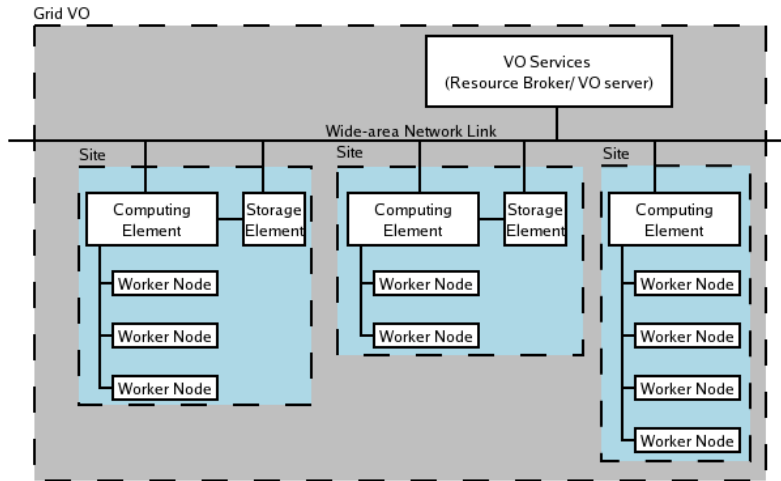 Grid VO
VO Services
(Resource Broker/ VO server)
Wide-area Network Link
Site
Computing
Element
Storage
Element
Worker Node
Worker Node
Worker Node
Site
Computing
Element
Storage
Element
Worker Node
Worker Node
Site
Computing
Element
Worker Node
Worker Node
Worker Node
Worker Node